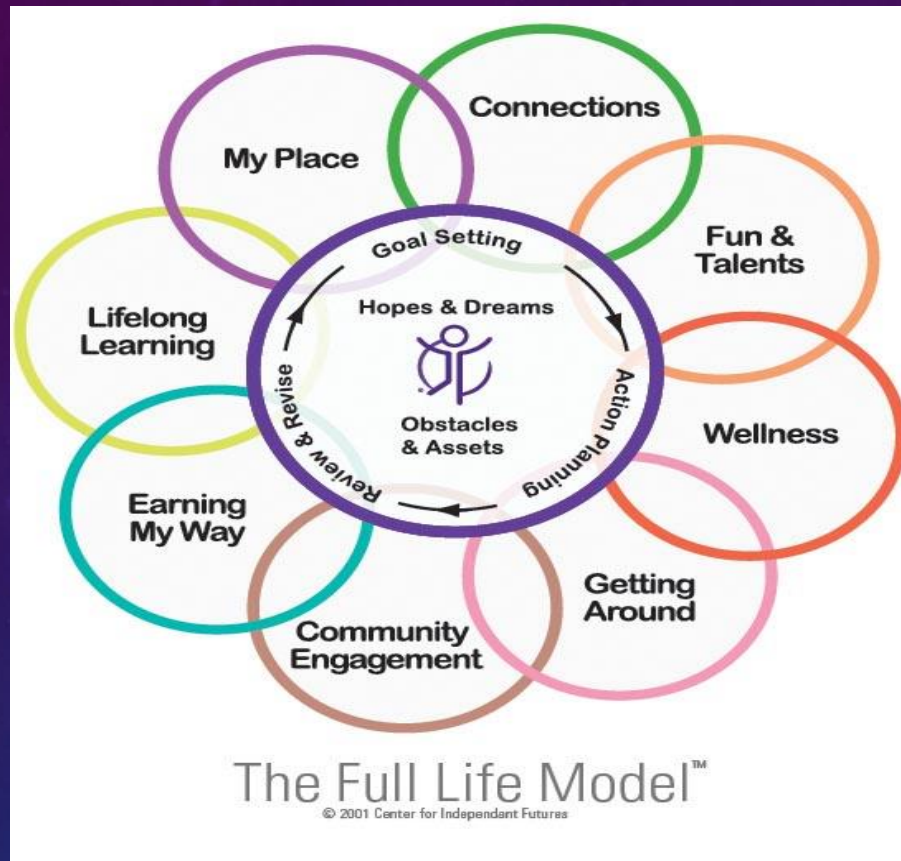 Connections
My Place
Fun &
Talents
Goal Setting
Hopes & Dreams
Lifelong
Learning
Review & Revise
Action Planning
Obstacles
& Assets
Wellness
Earning
My Way
Getting
Around
Community
Engagement
The Full Life Model™
© 2001 Center for Independant Futures